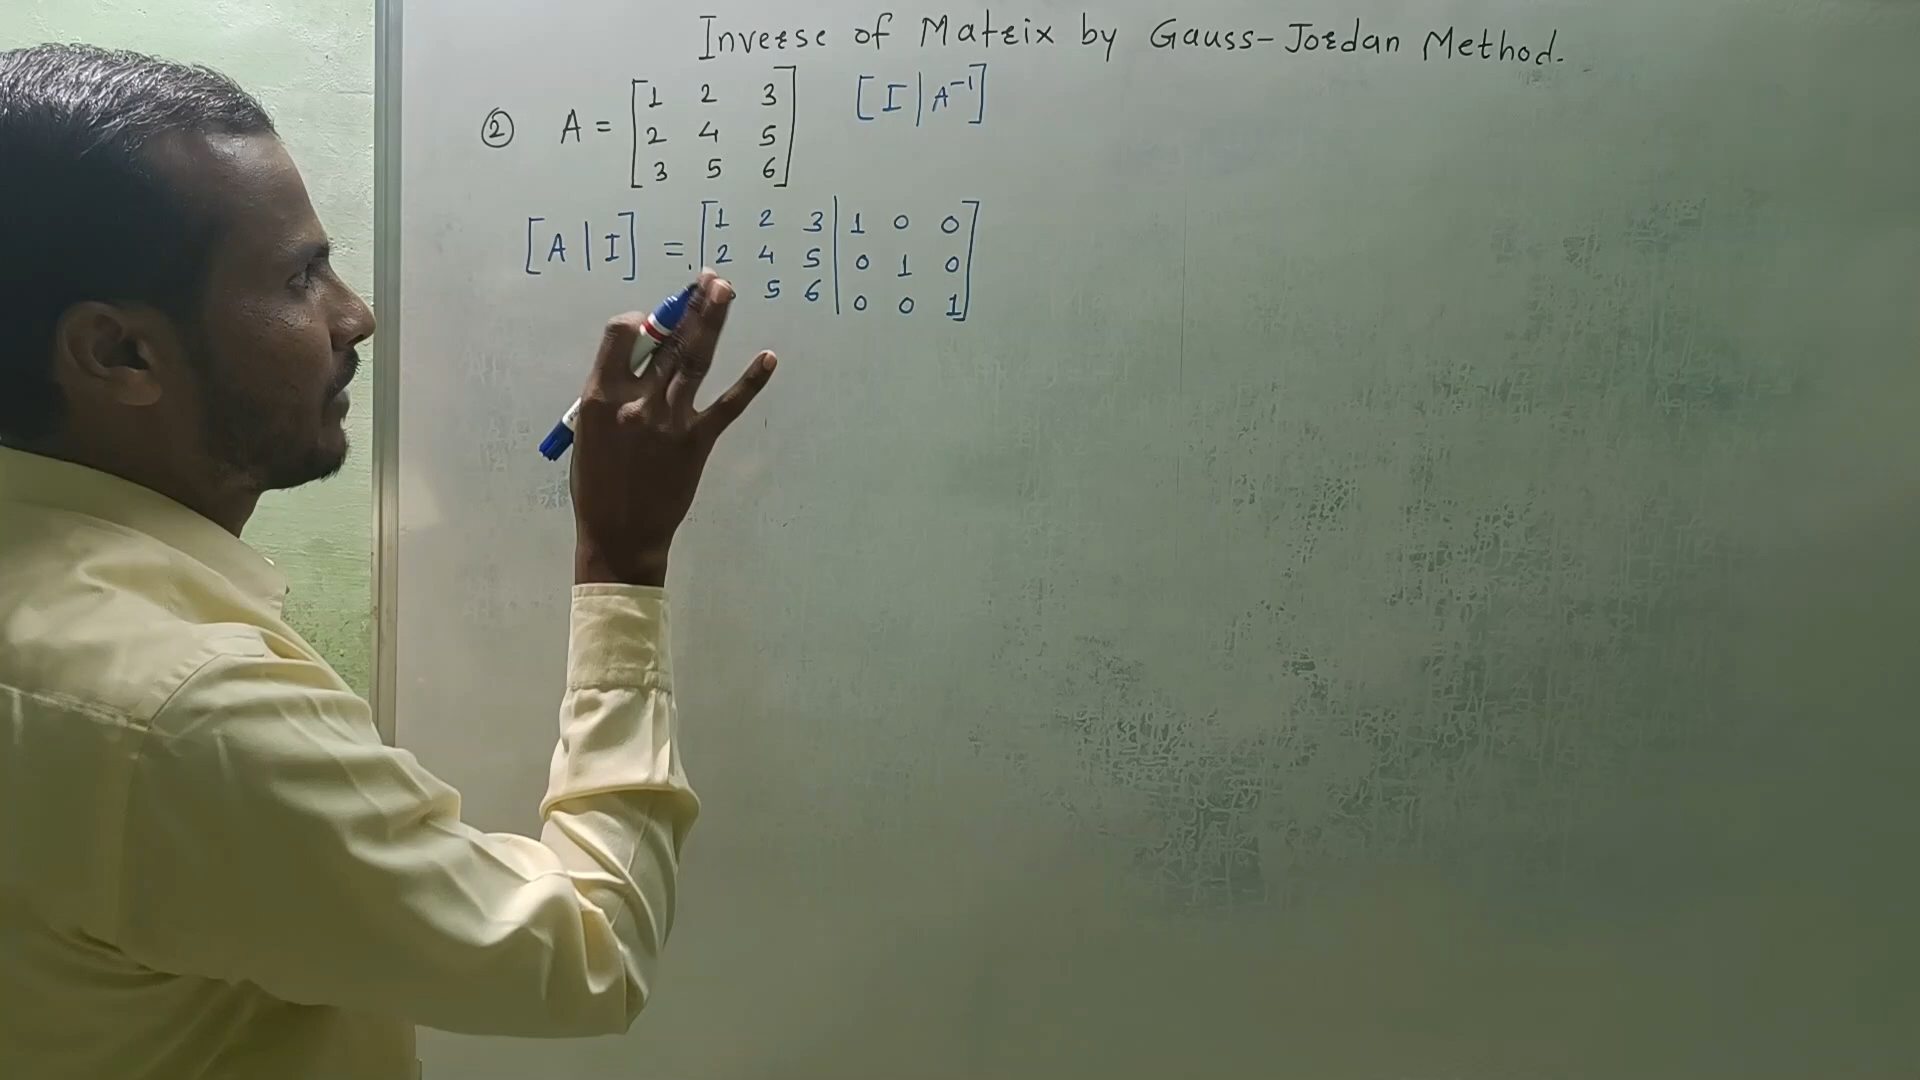 Inverse of Matrix by Gauss-Jordan Method.
② A = [1 2 3 [I | A⁻¹]
2 4 5
3 5 6]
[A | I] = [1 2 3 | 1 0 0
2 4 5 | 0 1 0
5 6 | 0 0 1]